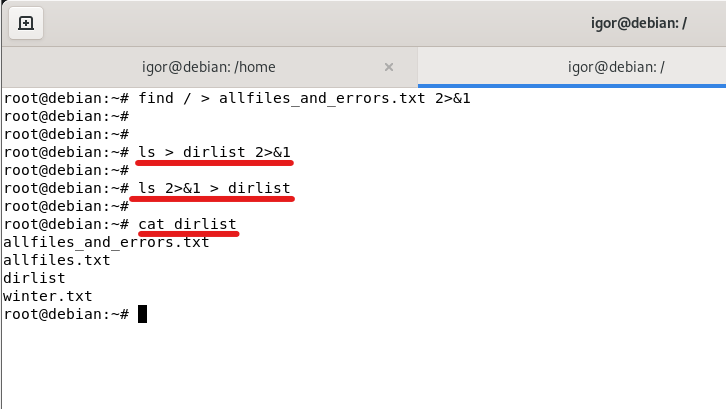 igor@debian: /
igor@debian: /home
igor@debian: /
root@debian:~# find / > allfiles_and_errors.txt 2>&1
root@debian:~#
root@debian:~#
root@debian:~# ls > dirlist 2>&1
root@debian:~#
root@debian:~# ls 2>&1 > dirlist
root@debian:~#
root@debian:~# cat dirlist
allfiles_and_errors.txt
allfiles.txt
dirlist
winter.txt
root@debian:~#